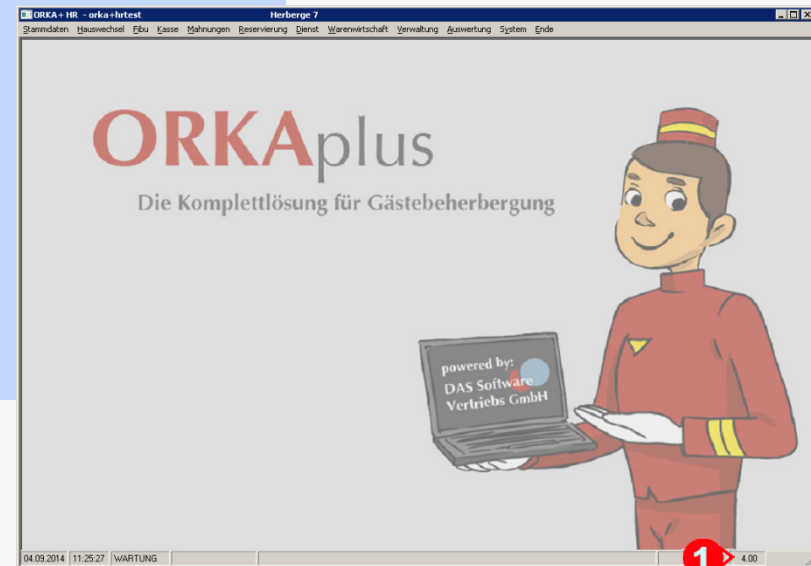 ORKA+ HR - orka+hrtest Herberge 7
Stammdaten Hauswechsel Fibu Kasse Mahnungen Reservierung Dienst Warenwirtschaft Verwaltung Auswertung System Ende
ORKAplus
Die Komplettlösung für Gästebeherbergung
powered by:
DAS Software
Vertriebs GmbH
04.09.2014 11:25:27 WARTUNG 1 4.00